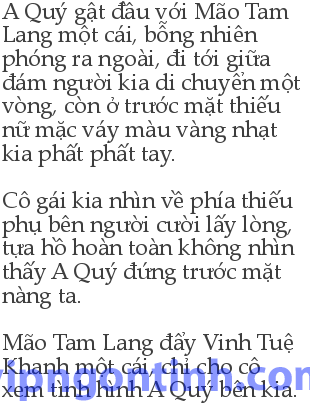 A Quý gật đầu với Mão Tam
Lang một cái, bỗng nhiên
phóng ra ngoài, đi tới giữa
đám người kia di chuyển một
vòng, còn ở trước mặt thiếu
nữ mặc váy màu vàng nhạt
kia phất phất tay.
Cô gái kia nhìn về phía thiếu
phụ bên người cười lấy lòng,
tựa hồ hoàn toàn không nhìn
thấy A Quý đứng trước mặt
nàng ta.
Mão Tam Lang đẩy Vinh Tuệ
Khanh một cái, chỉ cho cô
xem tình hình A Quý bên kia.
vipngontinh.com